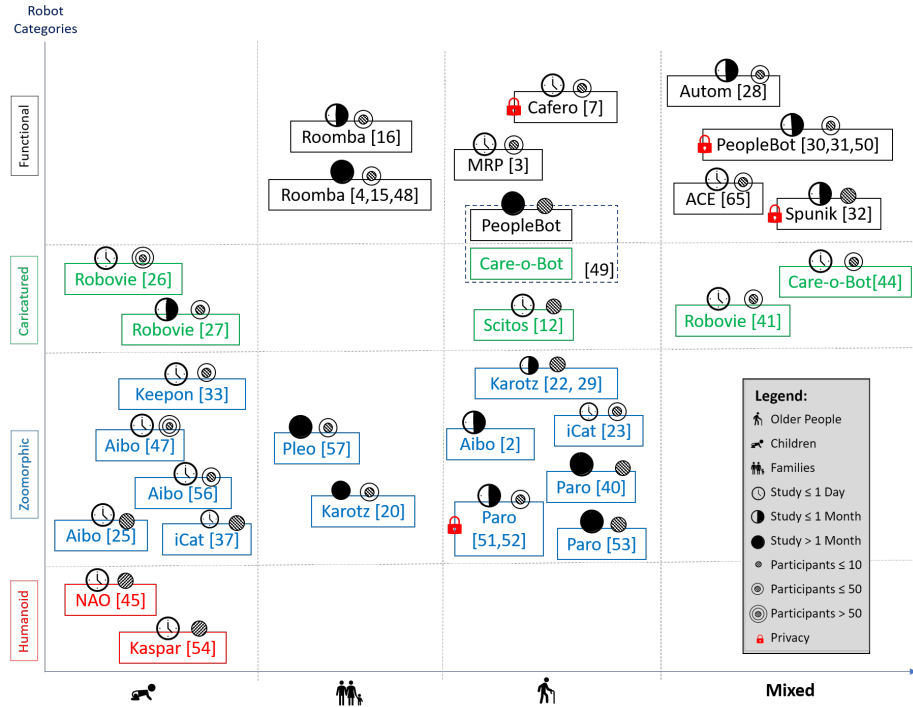 Robot
Categories
Functional
Cafero [7]
Autom [28]
Roomba [16]
PeopleBot [30,31,50]
MRP [3]
Roomba [4,15,48]
ACE [65]
Spunik [32]
PeopleBot
Care-o-Bot
[49]
Caricatured
Robovie [26]
Care-o-Bot[44]
Robovie [27]
Scitos [12]
Robovie [41]
Zoomorphic
Keepon [33]
Karotz [22, 29]
Aibo [47]
Pleo [57]
Aibo [2]
iCat [23]
Aibo [56]
Karotz [20]
Paro [40]
Aibo [25]
iCat [37]
Paro
[51,52]
Paro [53]
Humanoid
NAO [45]
Kaspar [54]
Legend:
Older People
Children
Families
Study ≤ 1 Day
Study ≤ 1 Month
Study > 1 Month
Participants ≤ 10
Participants ≤ 50
Participants > 50
Privacy
Mixed